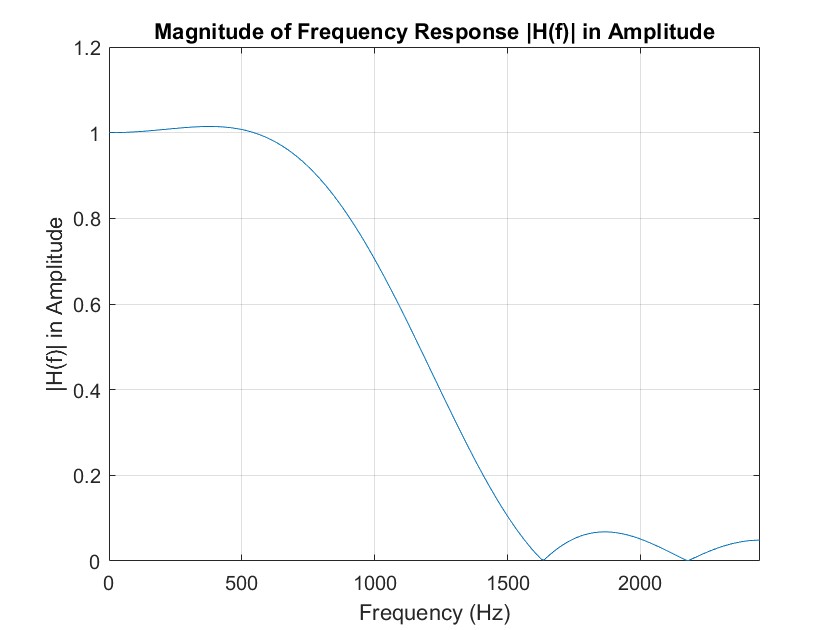 Magnitude of Frequency Response |H(f)| in Amplitude
1.2
1
0.8
0.6
0.4
0.2
0
|H(f)| in Amplitude
0 500 1000 1500 2000
Frequency (Hz)